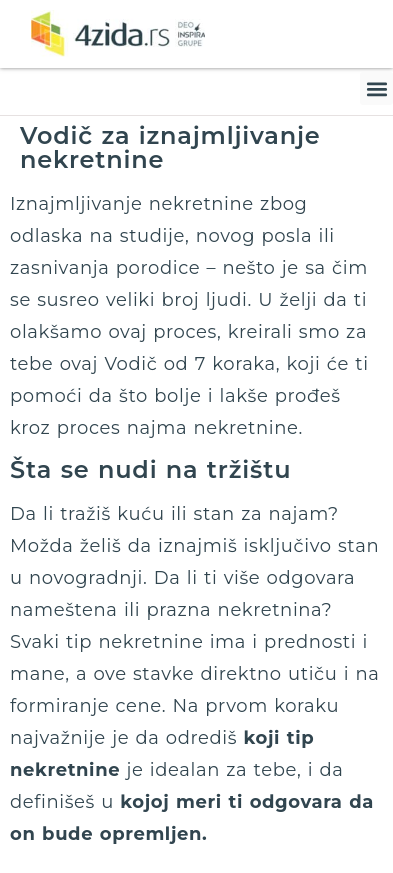 4zida.rs
DEO
INSPIRA
GRUPE
Vodič za iznajmljivanje
nekretnine
Iznajmljivanje nekretnine zbog
odlaska na studije, novog posla ili
zasnivanja porodice – nešto je sa čim
se susreo veliki broj ljudi. U želji da ti
olakšamo ovaj proces, kreirali smo za
tebe ovaj Vodič od 7 koraka, koji će ti
pomoći da što bolje i lakše prođeš
kroz proces najma nekretnine.
Šta se nudi na tržištu
Da li tražiš kuću ili stan za najam?
Možda želiš da iznajmiš isključivo stan
u novogradnji. Da li ti više odgovara
nameštena ili prazna nekretnina?
Svaki tip nekretnine ima i prednosti i
mane, a ove stavke direktno utiču i na
formiranje cene. Na prvom koraku
najvažnije je da odrediš koji tip
nekretnine je idealan za tebe, i da
definišeš u kojoj meri ti odgovara da
on bude opremljen.